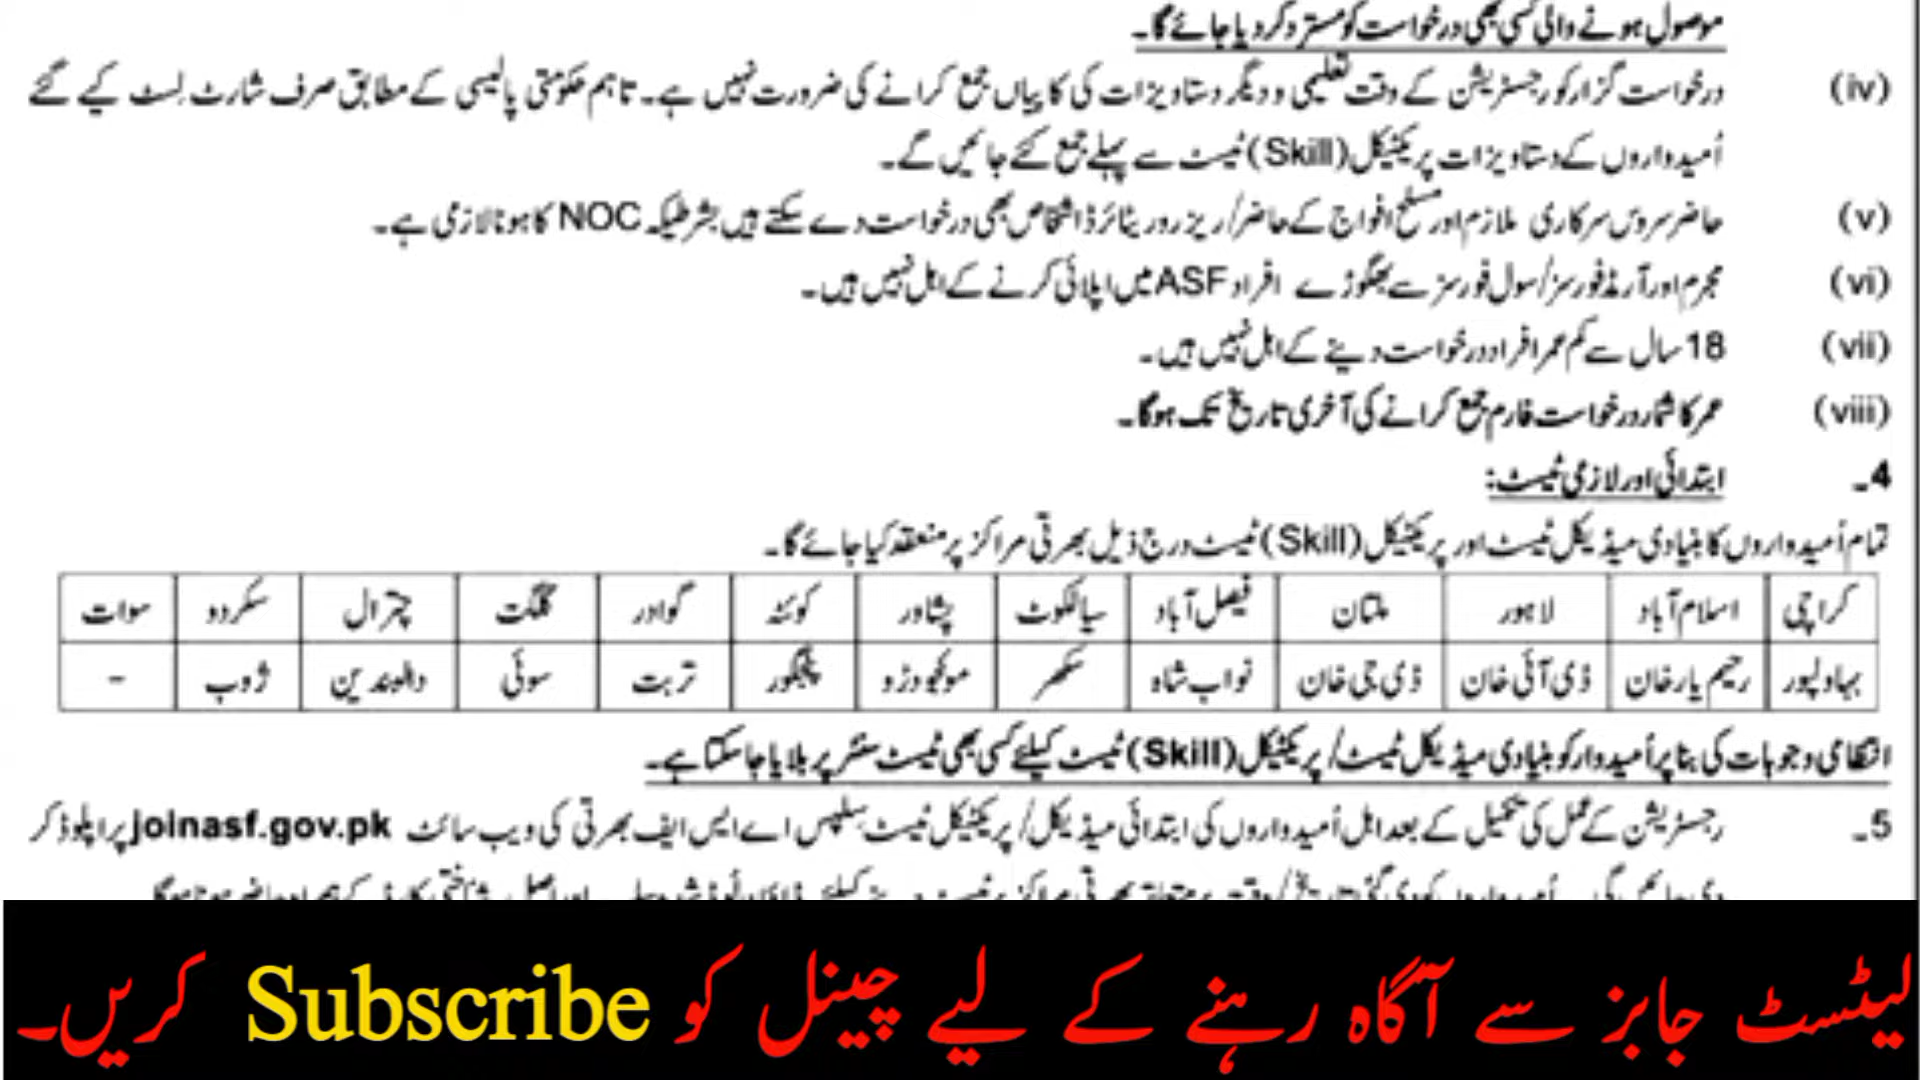 موصول ہونے والی کسی بھی درخواست کو مسترد کر دیا جائے گا۔
(iv) درخواست گزار کو رجسٹریشن کے وقت تعلیمی و دیگر دستاویزات کی کاپیاں جمع کرانے کی ضرورت نہیں ہے۔ تاہم حکومتی پالیسی کے مطابق صرف شارٹ لسٹ کیے گئے
اُمیدواروں کے دستاویزات پریکٹیکل (Skill) ٹیسٹ سے پہلے جمع کئے جائیں گے۔
(v) حاضر سروس سرکاری ملازم اور مسلح افواج کے حاضر/ریزرو ریٹائرڈ اشخاص بھی درخواست دے سکتے ہیں بشرطیکہ NOC کا ہونا لازمی ہے۔
(vi) مجرم اور آرمڈ فورسز/سول فورسز سے بھگوڑے افراد ASF میں اپلائی کرنے کے اہل نہیں ہیں۔
(vii) 18 سال سے کم عمر افراد درخواست دینے کے اہل نہیں ہیں۔
(viii) عمر کا شمار درخواست فارم جمع کرانے کی آخری تاریخ تک ہوگا۔
4۔ ابتدائی اور لازمی ٹیسٹ:
تمام اُمیدواروں کا بنیادی میڈیکل ٹیسٹ اور پریکٹیکل (Skill) ٹیسٹ درج ذیل بھرتی مراکز پر منعقد کیا جائے گا۔
کراچی اسلام آباد لاہور ملتان فیصل آباد سیالکوٹ پشاور کوئٹہ گوادر گلگت چترال سکردو سوات
بہاولپور رحیم یار خان ڈی آئی خان ڈی جی خان نواب شاہ سکھر موئنجودڑو پنجگور تربت سوئی دالبندین ژوب -
انتظامی وجوہات کی بنا پر اُمیدوار کو بنیادی میڈیکل ٹیسٹ/پریکٹیکل (Skill) ٹیسٹ کیلئے کسی بھی ٹیسٹ سنٹر پر بلایا جا سکتا ہے۔
5۔ رجسٹریشن کے عمل کی تکمیل کے بعد اہل اُمیدواروں کی ابتدائی میڈیکل/پریکٹیکل ٹیسٹ سلپس اے ایس ایف بھرتی کی ویب سائٹ joinasf.gov.pk پر اپلوڈ کر
لیٹسٹ جابز سے آگاہ رہنے کے لیے چینل کو Subscribe کریں۔